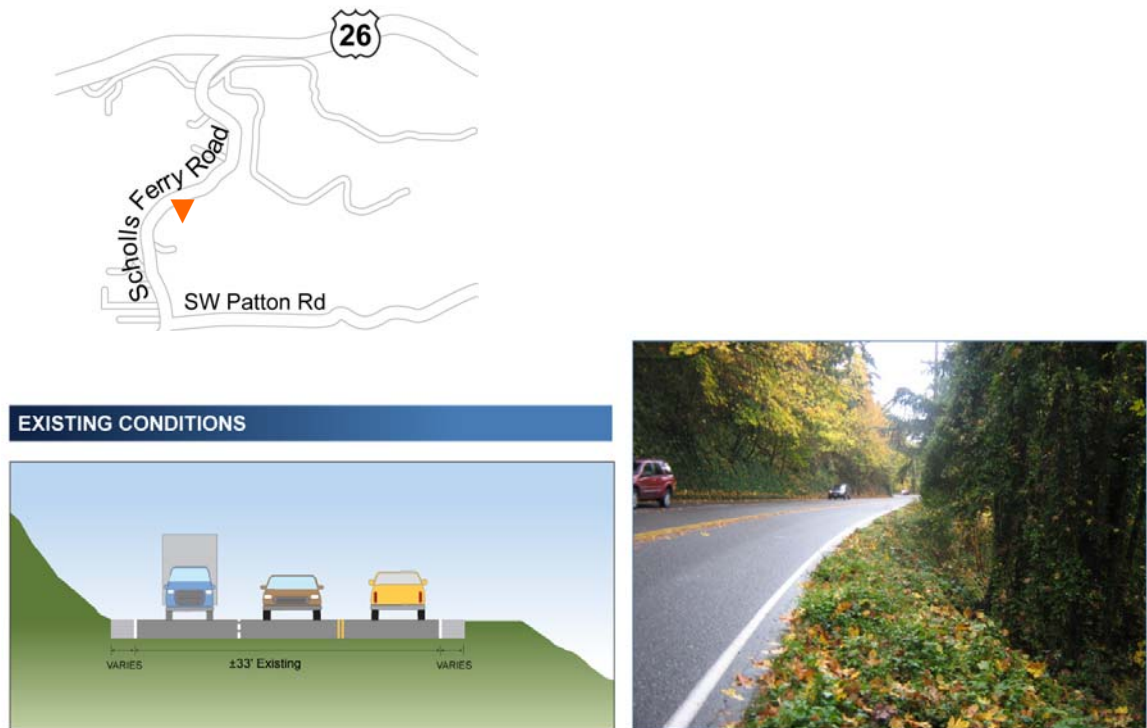 26
Scholls Ferry Road
SW Patton Rd
EXISTING CONDITIONS
VARIES
±33' Existing
VARIES